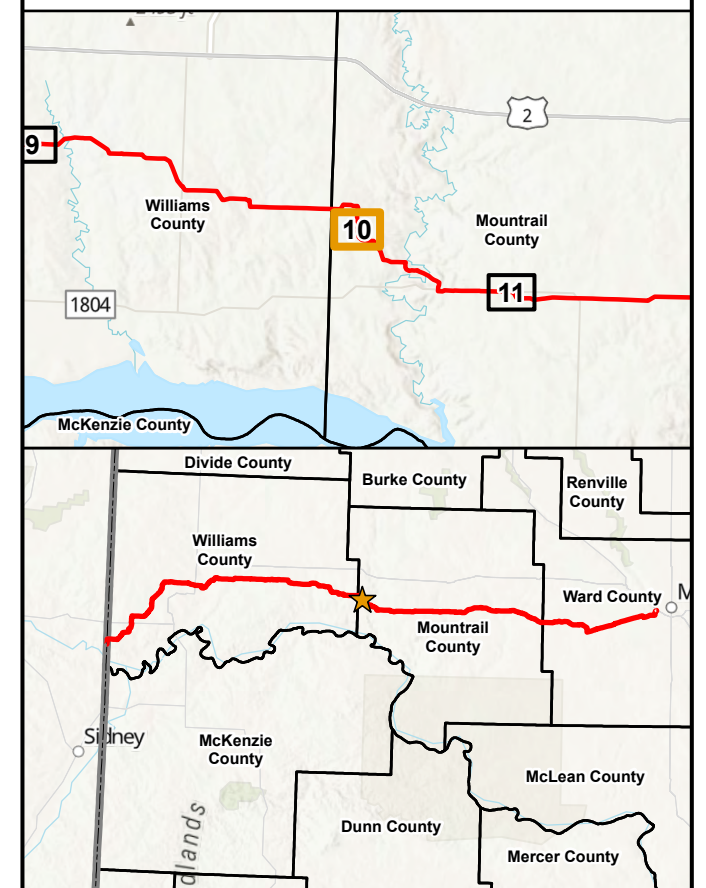 2
9
Williams
County
10
Mountrail
County
11
1804
McKenzie County
Divide County
Burke County
Renville
County
Williams
County
Ward County
M
Mountrail
County
Sidney
McKenzie
County
McLean County
Dunn County
dlands
Mercer County